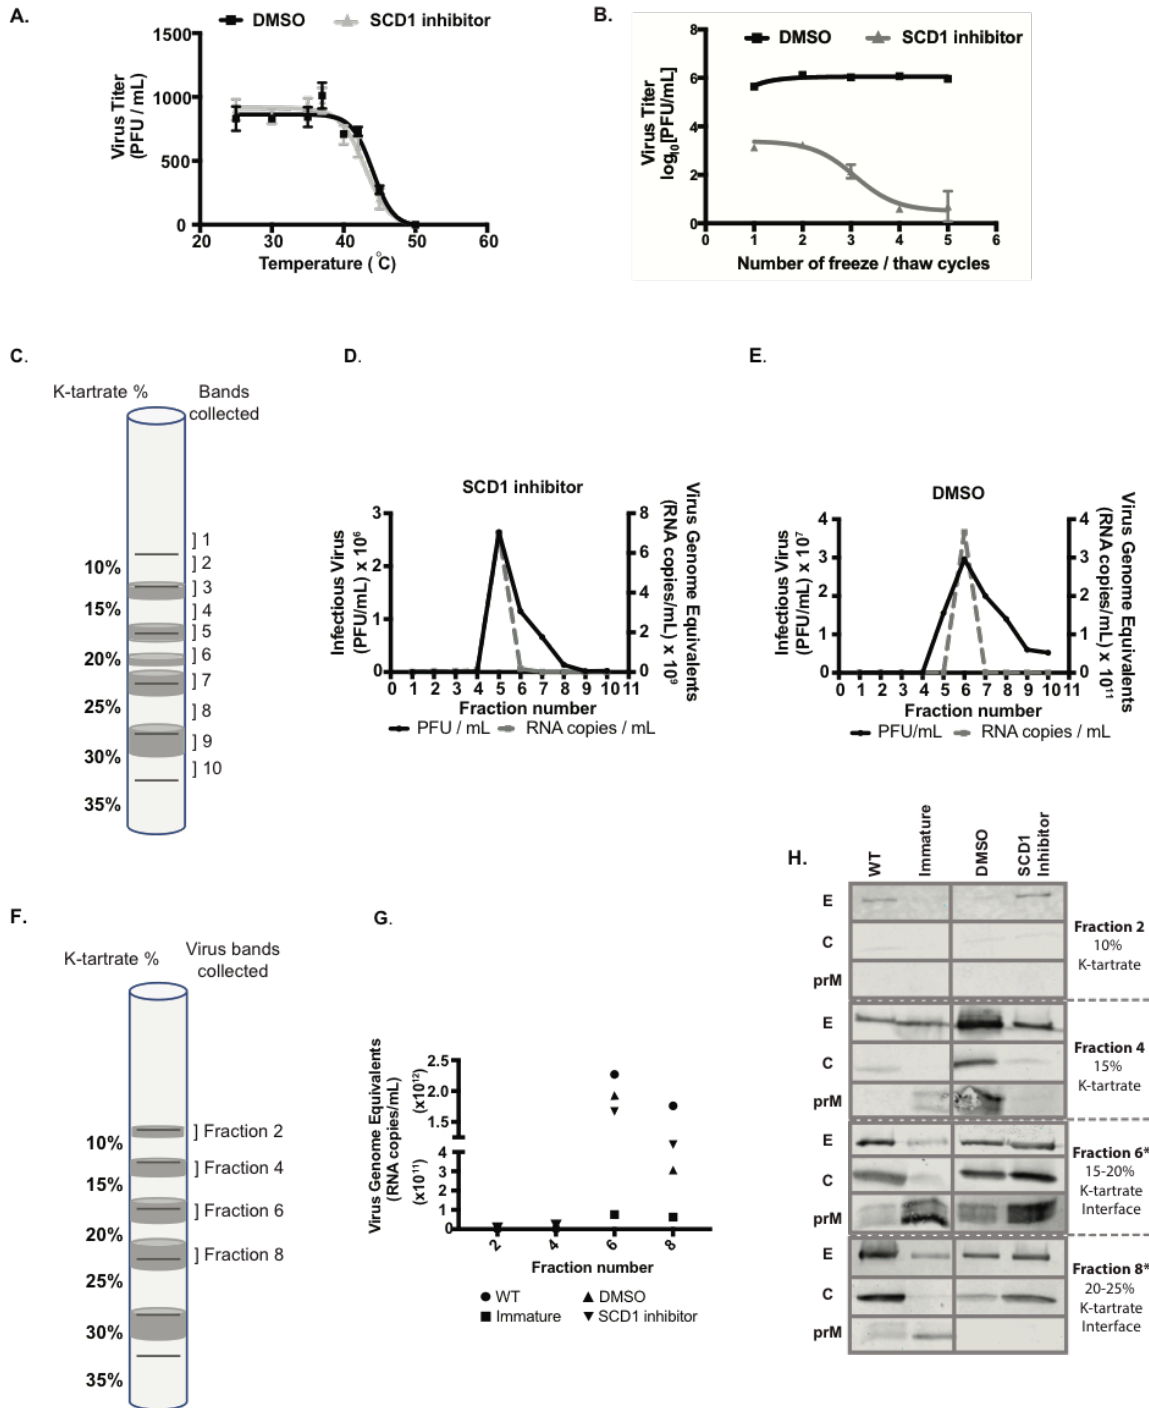 A.
DMSO SCD1 inhibitor
Virus Titer
(PFU / mL)
1500
1000
500
0
20 30 40 50 60
Temperature (°C)
B.
DMSO SCD1 inhibitor
Virus Titer
log10[PFU/mL]
8
6
4
2
0
0 1 2 3 4 5 6
Number of freeze / thaw cycles
C.
K-tartrate %
Bands
collected
10%
15%
20%
25%
30%
35%
] 1
] 2
] 3
] 4
] 5
] 6
] 7
] 8
] 9
] 10
D.
SCD1 inhibitor
Infectious Virus
(PFU/mL) x 10^6
3
2
1
0
Virus Genome Equivalents
(RNA copies/mL) x 10^9
8
6
4
2
0
0 1 2 3 4 5 6 7 8 9 10 11
Fraction number
PFU / mL RNA copies / mL
E.
DMSO
Infectious Virus
(PFU/mL) x 10^7
4
3
2
1
0
Virus Genome Equivalents
(RNA copies/mL) x 10^11
4
3
2
1
0
0 1 2 3 4 5 6 7 8 9 10 11
Fraction number
PFU/mL RNA copies / mL
F.
K-tartrate %
Virus bands
collected
10%
15%
20%
25%
30%
35%
] Fraction 2
] Fraction 4
] Fraction 6
] Fraction 8
G.
Virus Genome Equivalents
(RNA copies/mL)
(x10^11) (x10^12)
2.5
2.0
1.5
4
3
2
1
0
2 4 6 8
Fraction number
WT DMSO
Immature SCD1 inhibitor
H.
WT
Immature
DMSO
SCD1
Inhibitor
E
C
prM
Fraction 2
10%
K-tartrate
E
C
prM
Fraction 4
15%
K-tartrate
E
C
prM
Fraction 6*
15-20%
K-tartrate
Interface
E
C
prM
Fraction 8*
20-25%
K-tartrate
Interface